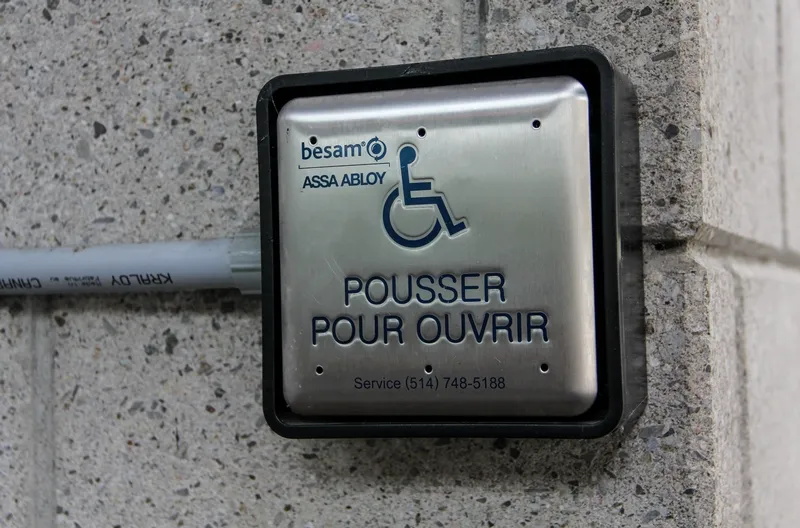 besam®
ASSA ABLOY
POUSSER
POUR OUVRIR
Service (514) 748-5188
KRALOY